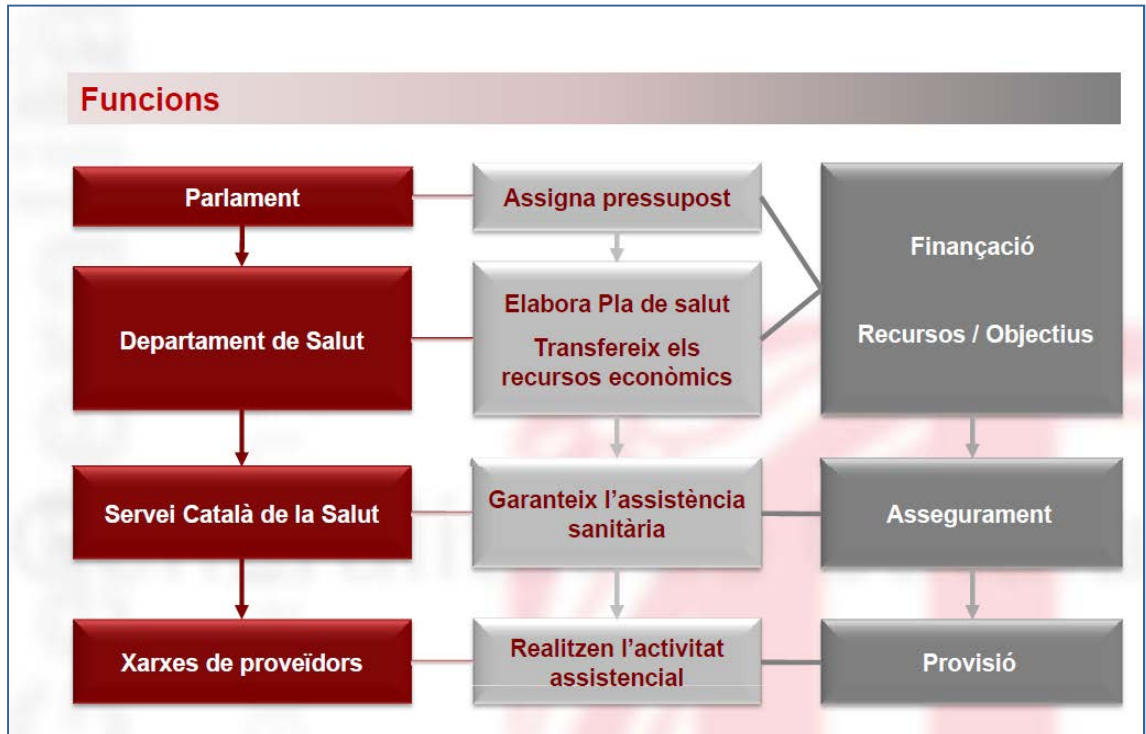 Funcions
Parlament
Assigna pressupost
Finançació
Recursos / Objectius
Departament de Salut
Elabora Pla de salut
Transfereix els
recursos econòmics
Servei Català de la Salut
Garanteix l’assistència
sanitària
Assegurament
Xarxes de proveïdors
Realitzen l’activitat
assistencial
Provisió